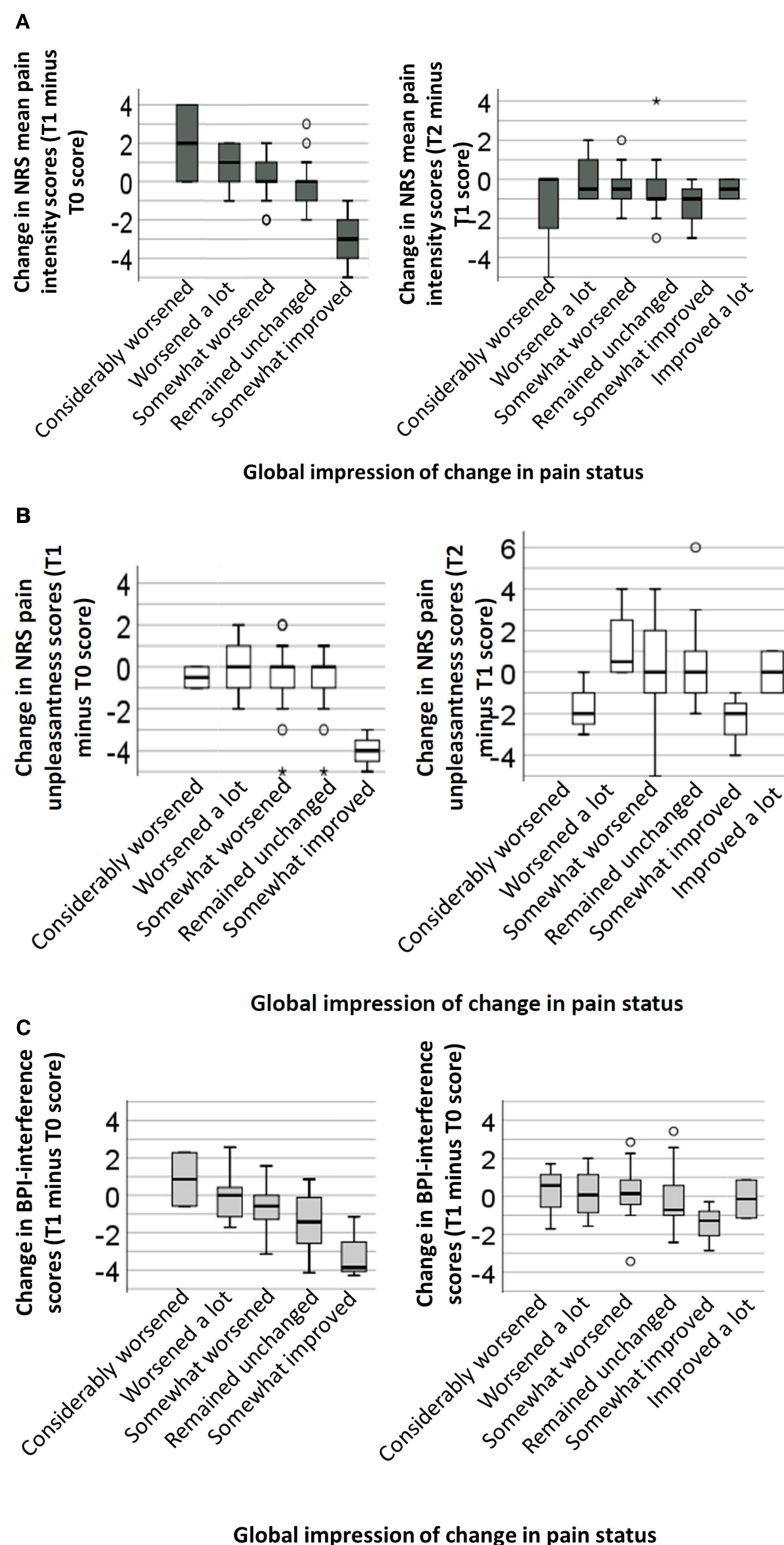 A
Change in NRS mean pain
intensity scores (T1 minus
T0 score)
4
2
0
-2
-4
Considerably worsened
Worsened a lot
Somewhat worsened
Remained unchanged
Somewhat improved
Change in NRS mean pain
intensity scores (T2 minus
T1 score)
4
2
0
-2
-4
Considerably worsened
Worsened a lot
Somewhat worsened
Remained unchanged
Somewhat improved
Improved a lot
Global impression of change in pain status
B
Change in NRS pain
unpleasantness scores (T1
minus T0 score)
4
2
0
-2
-4
Considerably worsened
Worsened a lot
Somewhat worsened
Remained unchanged
Somewhat improved
Change in NRS pain
unpleasantness scores (T2
minus T1 score)
6
4
2
0
-2
-4
Considerably worsened
Worsened a lot
Somewhat worsened
Remained unchanged
Somewhat improved
Improved a lot
Global impression of change in pain status
C
Change in BPI-interference
scores (T1 minus T0 score)
4
2
0
-2
-4
Considerably worsened
Worsened a lot
Somewhat worsened
Remained unchanged
Somewhat improved
Change in BPI-interference
scores (T1 minus T0 score)
4
2
0
-2
-4
Considerably worsened
Worsened a lot
Somewhat worsened
Remained unchanged
Somewhat improved
Improved a lot
Global impression of change in pain status